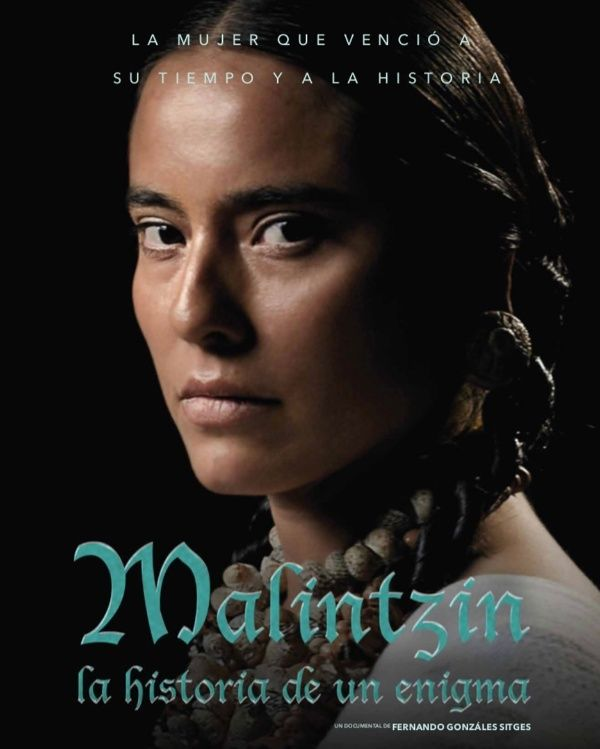 LA MUJER QUE VENCIÓ A
SU TIEMPO Y A LA HISTORIA
Malintzin
la historia de un enigma
UN DOCUMENTAL DE FERNANDO GONZÁLES SITGES